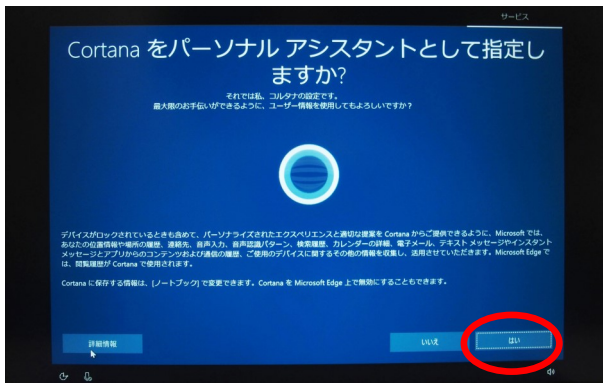 サービス
Cortana をパーソナル アシスタントとして指定し
ますか?
それでは私、コルタナの設定です。
最大限のお手伝いができるように、ユーザー情報を使用してもよろしいですか?
デバイスがロックされているときも含めて、パーソナライズされたエクスペリエンスと適切な提案を Cortana からご提供できるように、Microsoft では、
あなたの位置情報や場所の履歴、連絡先、音声入力、音声認識パターン、検索履歴、カレンダーの詳細、電子メール、テキスト メッセージやインスタント
メッセージとアプリからのコンテンツおよび通信の履歴、ご使用のデバイスに関するその他の情報を収集し、活用させていただきます。Microsoft Edge で
は、閲覧履歴が Cortana で使用されます。
Cortana に保存する情報は、[ノートブック] で変更できます。Cortana を Microsoft Edge 上で無効にすることもできます。
詳細情報
いいえ
はい